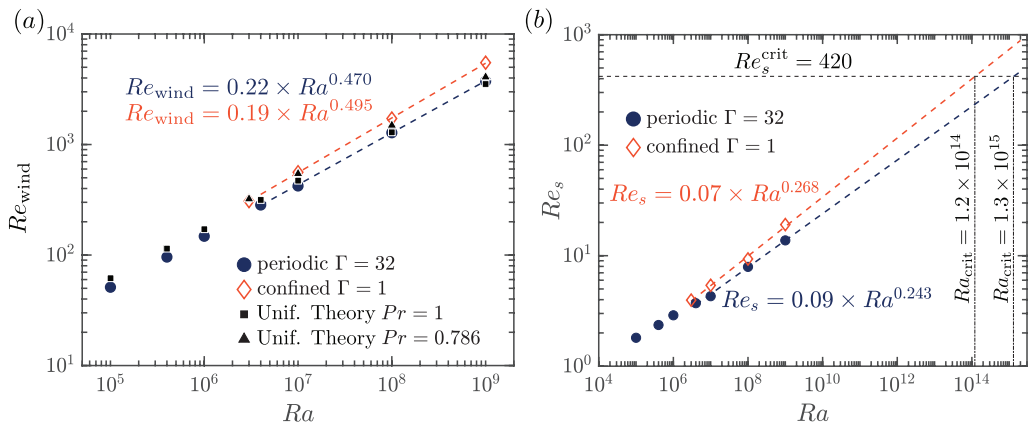 (a)
10^4
10^3
10^2
10^1
Re_wind
Re_wind = 0.22 × Ra^0.470
Re_wind = 0.19 × Ra^0.495
periodic Γ = 32
confined Γ = 1
Unif. Theory Pr = 1
Unif. Theory Pr = 0.786
10^5 10^6 10^7 10^8 10^9
Ra
(b)
10^3
10^2
10^1
10^0
Re_s
Re_s^crit = 420
periodic Γ = 32
confined Γ = 1
Re_s = 0.07 × Ra^0.268
Re_s = 0.09 × Ra^0.243
Ra_crit = 1.2 × 10^14
Ra_crit = 1.3 × 10^15
10^4 10^6 10^8 10^10 10^12 10^14
Ra